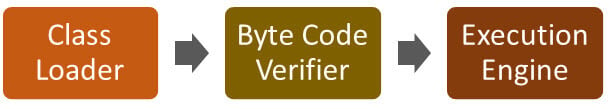 Class
Loader
Byte Code
Verifier
Execution
Engine